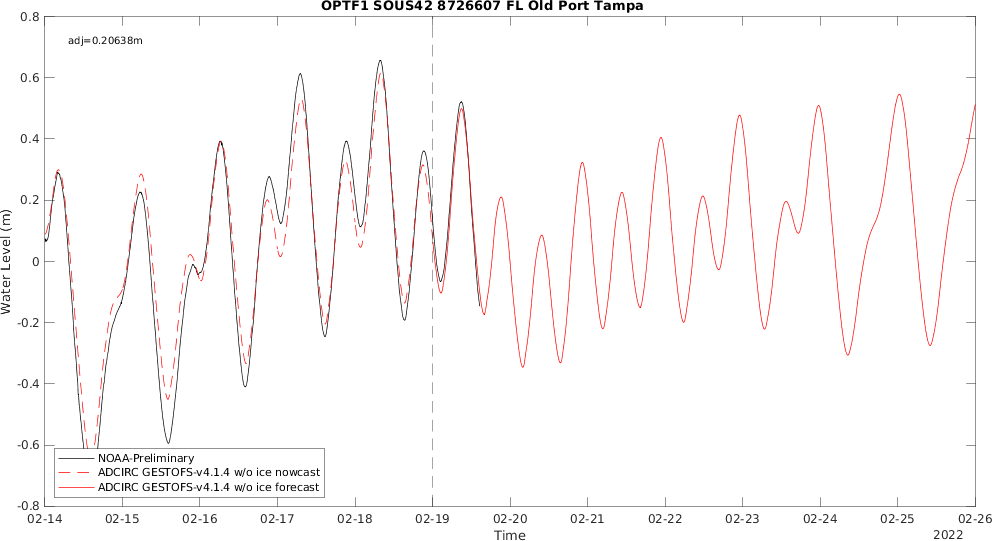 OPTF1 SOUS42 8726607 FL Old Port Tampa
adj=0.20638m
0.8
0.6
0.4
0.2
0
-0.2
-0.4
-0.6
-0.8
Water Level (m)
NOAA-Preliminary
ADCIRC GESTOFS-v4.1.4 w/o ice nowcast
ADCIRC GESTOFS-v4.1.4 w/o ice forecast
02-14 02-15 02-16 02-17 02-18 02-19 02-20 02-21 02-22 02-23 02-24 02-25 02-26
Time
2022